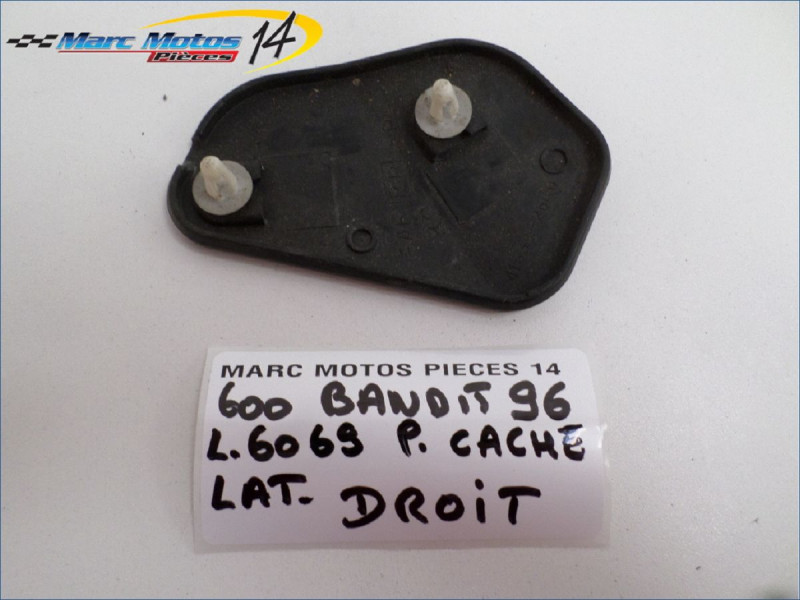 Marc Motos 14
Pièces
MARC MOTOS PIECES 14
600 BANDIT 96
L.6069 P. CACHE
LAT. DROIT